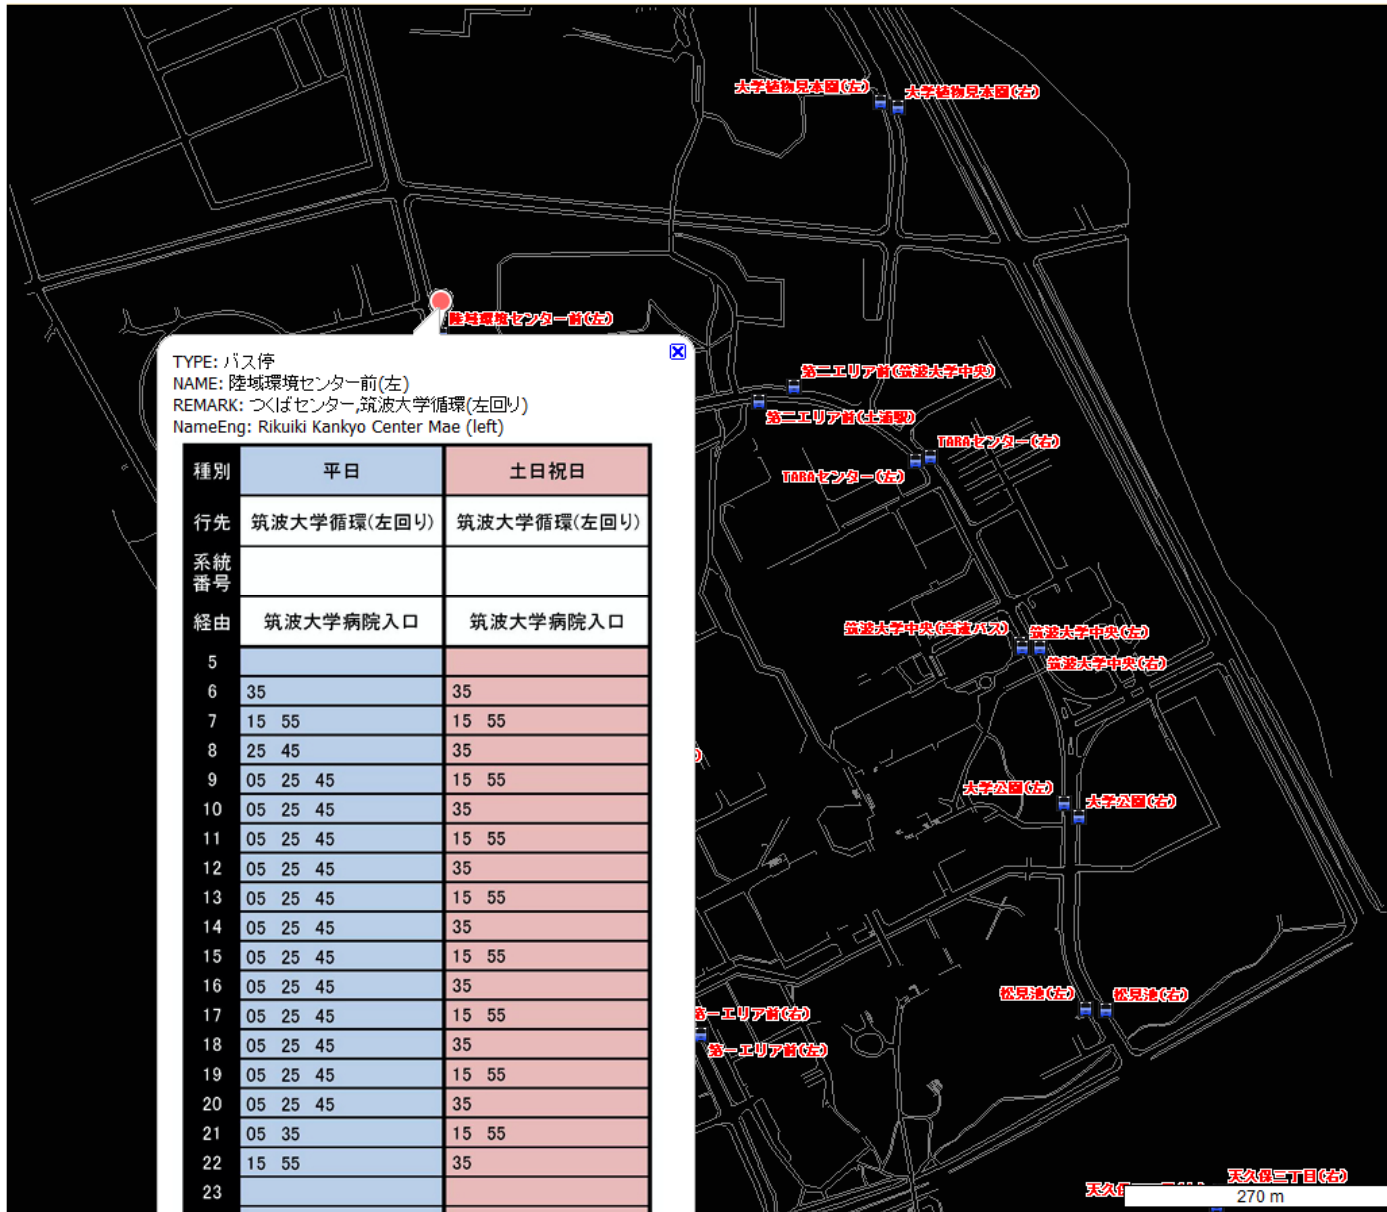 大学植物見本園(左)
大学植物見本園(右)
陸域環境センター前(左)
TYPE: バス停
NAME: 陸域環境センター前(左)
REMARK: つくばセンター,筑波大学循環(左回り)
NameEng: Rikuiki Kankyo Center Mae (left)
種別 平日 土日祝日
行先 筑波大学循環(左回り) 筑波大学循環(左回り)
系統
番号
経由 筑波大学病院入口 筑波大学病院入口
5
6 35 35
7 15 55 15 55
8 25 45 35
9 05 25 45 15 55
10 05 25 45 35
11 05 25 45 15 55
12 05 25 45 35
13 05 25 45 15 55
14 05 25 45 35
15 05 25 45 15 55
16 05 25 45 35
17 05 25 45 15 55
18 05 25 45 35
19 05 25 45 15 55
20 05 25 45 35
21 05 35 15 55
22 15 55 35
23
第二エリア前(筑波大学中央)
第二エリア前(土浦駅)
TARAセンター(右)
TARAセンター(左)
筑波大学中央(高速バス)
筑波大学中央(左)
筑波大学中央(右)
)
大学公園(左)
大学公園(右)
松見池(左)
松見池(右)
第一エリア前(右)
第一エリア前(左)
天久保三丁目(右)
天久
270 m